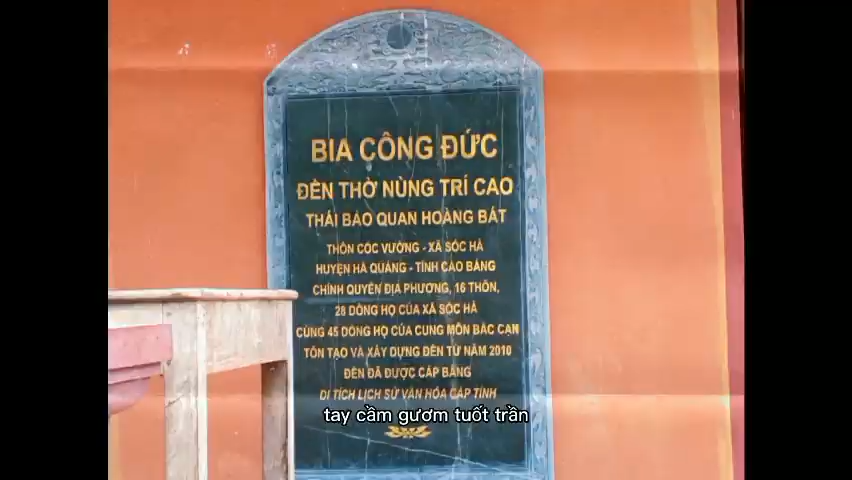 BIA CÔNG ĐỨC
ĐỀN THỜ NÙNG TRÍ CAO
THÁI BẢO QUAN HOÀNG BÁT
THÔN CỐC VƯỜNG - XÃ SÓC HÀ
HUYỆN HÀ QUẢNG - TỈNH CAO BẰNG
CHÍNH QUYỀN ĐỊA PHƯƠNG, 16 THÔN,
28 DÒNG HỌ CỦA XÃ SÓC HÀ
CÙNG 45 DÒNG HỌ CỦA CUNG MÔN BẮC CẠN
TÔN TẠO VÀ XÂY DỰNG ĐỀN TỪ NĂM 2010
ĐỀN ĐÃ ĐƯỢC CẤP BẰNG
DI TÍCH LỊCH SỬ VĂN HÓA CẤP TỈNH
tay cầm gươm tuốt trần